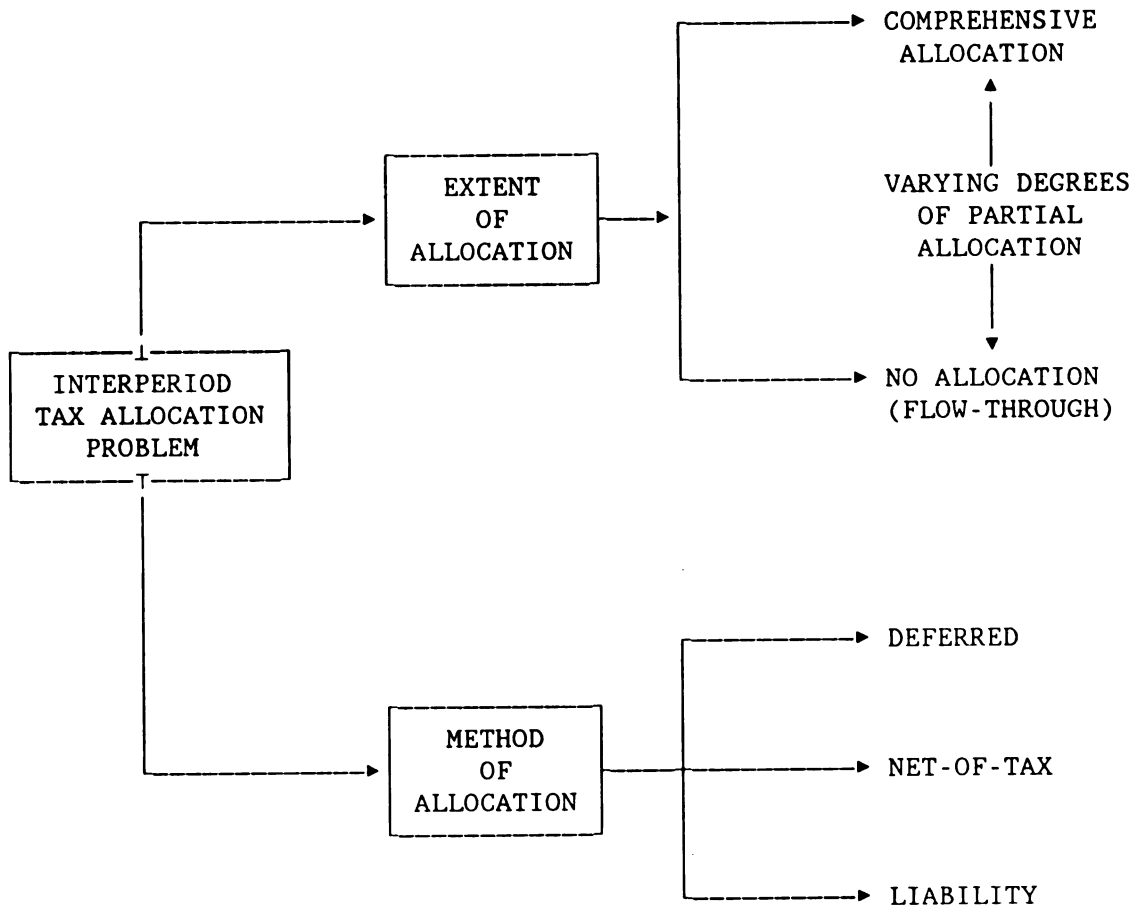 COMPREHENSIVE
ALLOCATION
EXTENT
OF
ALLOCATION
VARYING DEGREES
OF PARTIAL
ALLOCATION
INTERPERIOD
TAX ALLOCATION
PROBLEM
NO ALLOCATION
(FLOW-THROUGH)
DEFERRED
METHOD
OF
ALLOCATION
NET-OF-TAX
LIABILITY